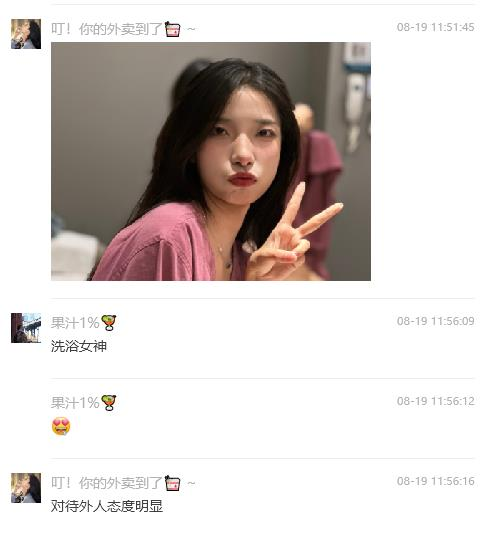 叮！你的外卖到了🍱 ~ 08-19 11:51:45
果汁1%🍹 08-19 11:56:09
洗浴女神
果汁1%🍹 08-19 11:56:12
😍
叮！你的外卖到了🍱 ~ 08-19 11:56:16
对待外人态度明显